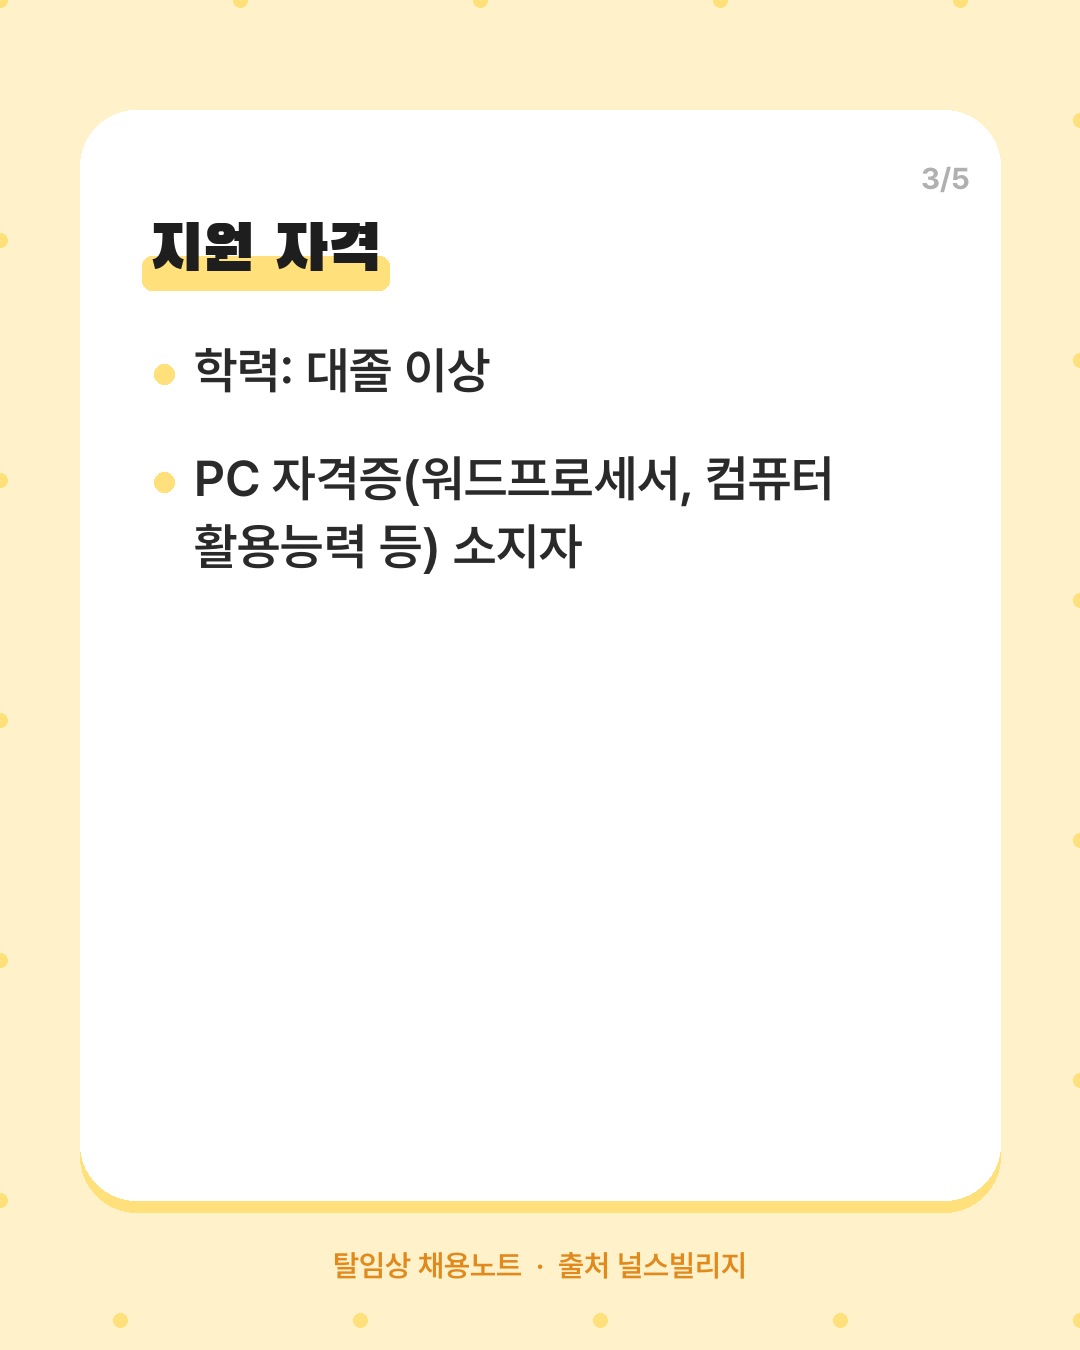 3/5
지원 자격
학력: 대졸 이상
PC 자격증(워드프로세서, 컴퓨터
활용능력 등) 소지자
탈임상 채용노트 · 출처 널스빌리지